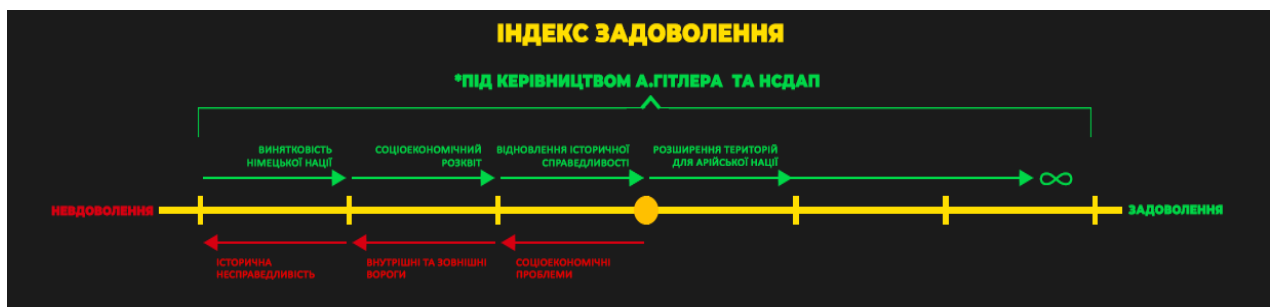 ІНДЕКС ЗАДОВОЛЕННЯ
*ПІД КЕРІВНИЦТВОМ А.ГІТЛЕРА ТА НСДАП
ВИНЯТКОВІСТЬ
НІМЕЦЬКОЇ НАЦІЇ
СОЦІОЕКОНОМІЧНИЙ
РОЗКВІТ
ВІДНОВЛЕННЯ ІСТОРИЧНОЇ
СПРАВЕДЛИВОСТІ
РОЗШИРЕННЯ ТЕРИТОРІЙ
ДЛЯ АРІЙСЬКОЇ НАЦІЇ
∞
НЕВДОВОЛЕННЯ
ЗАДОВОЛЕННЯ
ІСТОРИЧНА
НЕСПРАВЕДЛИВІСТЬ
ВНУТРІШНІ ТА ЗОВНІШНІ
ВОРОГИ
СОЦІОЕКОНОМІЧНІ
ПРОБЛЕМИ